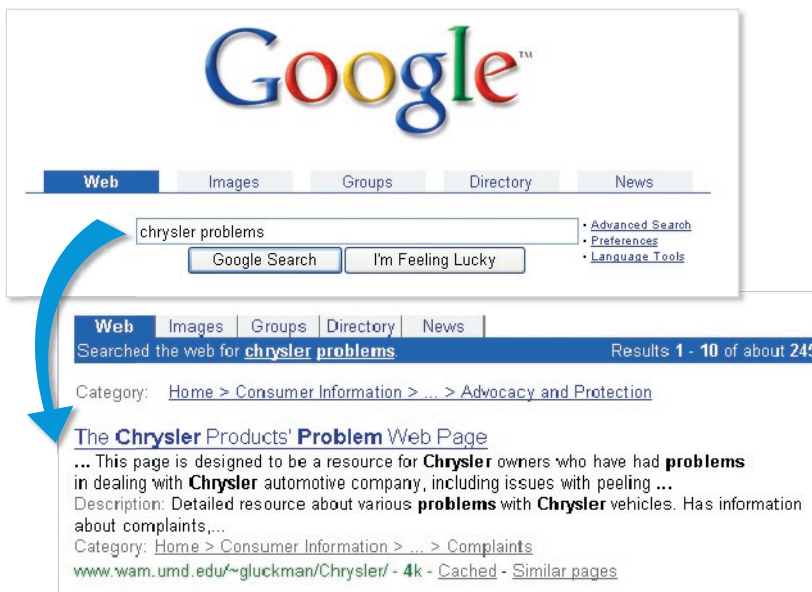 Google™
Web Images Groups Directory News
chrysler problems
• Advanced Search
• Preferences
• Language Tools
Google Search I'm Feeling Lucky
Web Images Groups Directory News
Searched the web for chrysler problems. Results 1 - 10 of about 245
Category: Home > Consumer Information > ... > Advocacy and Protection
The Chrysler Products' Problem Web Page
... This page is designed to be a resource for Chrysler owners who have had problems
in dealing with Chrysler automotive company, including issues with peeling ...
Description: Detailed resource about various problems with Chrysler vehicles. Has information
about complaints,...
Category: Home > Consumer Information > ... > Complaints
www.wam.umd.edu/~gluckman/Chrysler/ - 4k - Cached - Similar pages